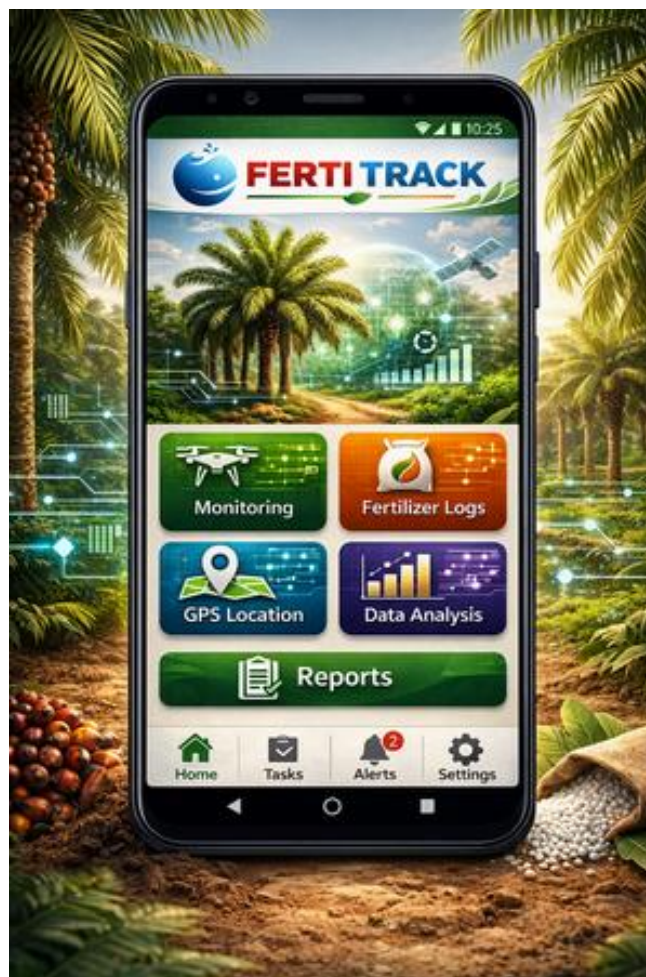 10:25
FERTI TRACK
Monitoring
Fertilizer Logs
GPS Location
Data Analysis
Reports
2
Home
Tasks
Alerts
Settings